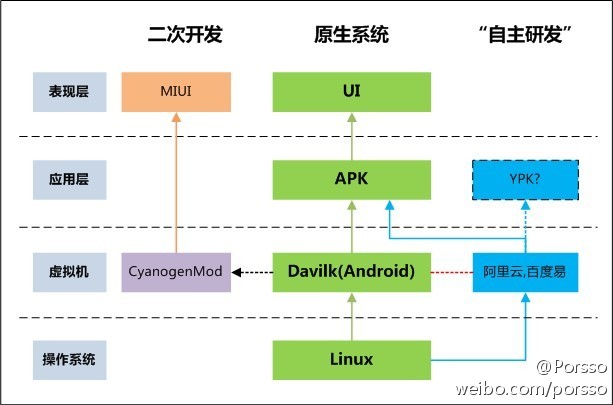 二次开发
原生系统
“自主研发”
表现层
MIUI
UI
应用层
APK
YPK?
虚拟机
CyanogenMod
Davilk(Android)
阿里云,百度易
操作系统
Linux
@Porsso
weibo.com/porsso